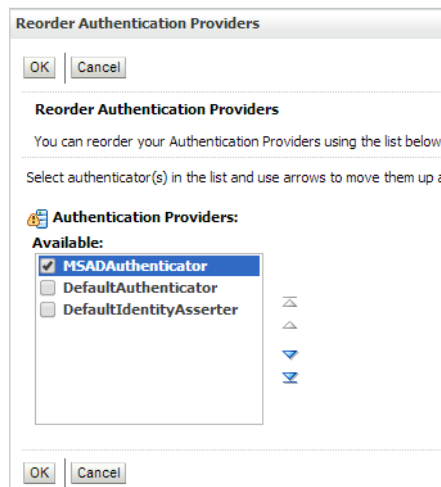 Reorder Authentication Providers
OK Cancel
Reorder Authentication Providers
You can reorder your Authentication Providers using the list below
Select authenticator(s) in the list and use arrows to move them up a
Authentication Providers:
Available:
MSADAuthenticator
DefaultAuthenticator
DefaultIdentityAsserter
OK Cancel